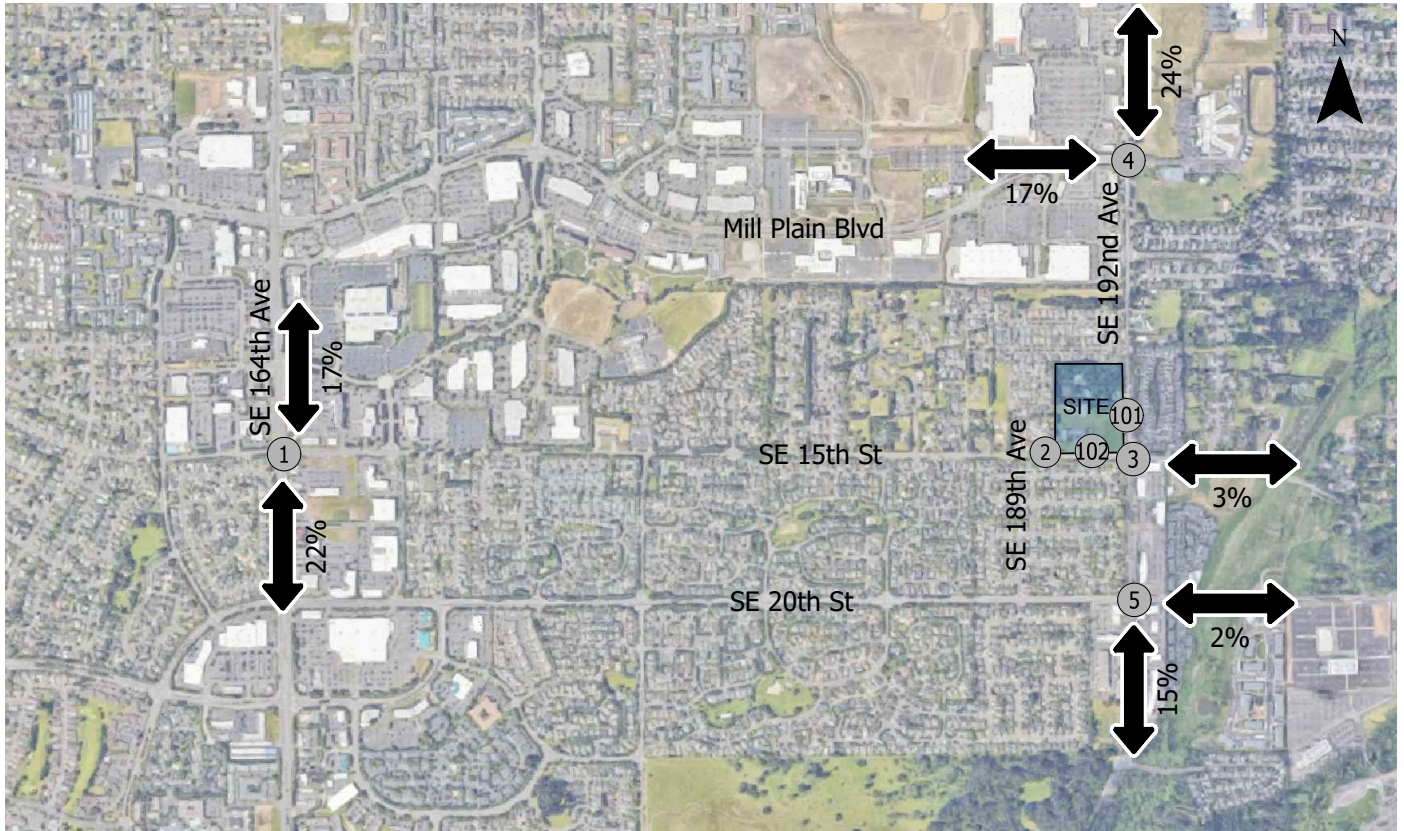 24%
N
4
17%
SE 192nd Ave
Mill Plain Blvd
SE 164th Ave
17%
SITE
101
1
SE 15th St
SE 189th Ave
2
102
3
3%
22%
SE 20th St
5
2%
15%